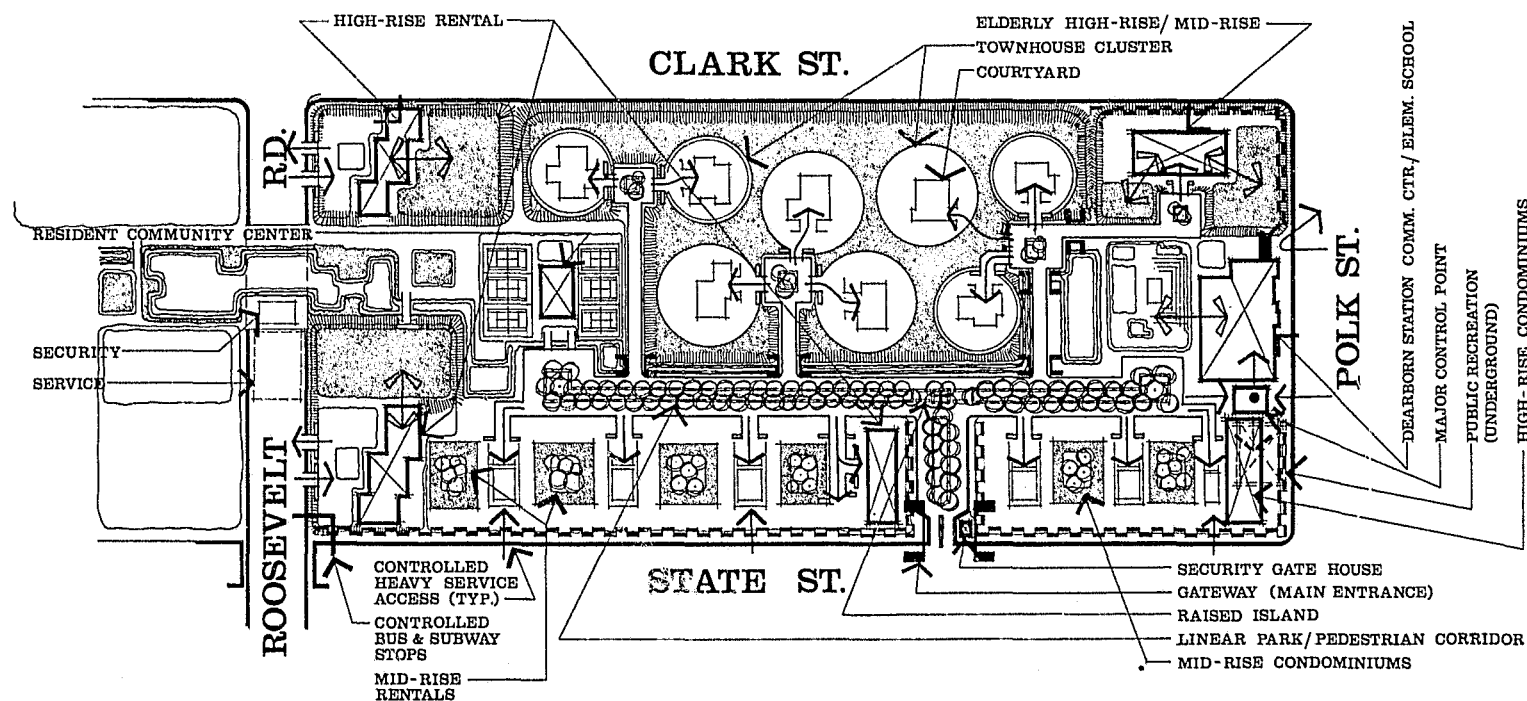 HIGH-RISE RENTAL
ELDERLY HIGH-RISE/ MID-RISE
TOWNHOUSE CLUSTER
COURTYARD
CLARK ST.
RD.
RESIDENT COMMUNITY CENTER
SECURITY
SERVICE
ROOSEVELT
POLK ST.
DEARBORN STATION COMM. CTR./ ELEM. SCHOOL
MAJOR CONTROL POINT
PUBLIC RECREATION
(UNDERGROUND)
HIGH-RISE CONDOMINIUMS
CONTROLLED
HEAVY SERVICE
ACCESS (TYP.)
CONTROLLED
BUS & SUBWAY
STOPS
MID-RISE
RENTALS
STATE ST.
SECURITY GATE HOUSE
GATEWAY (MAIN ENTRANCE)
RAISED ISLAND
LINEAR PARK/PEDESTRIAN CORRIDOR
MID-RISE CONDOMINIUMS